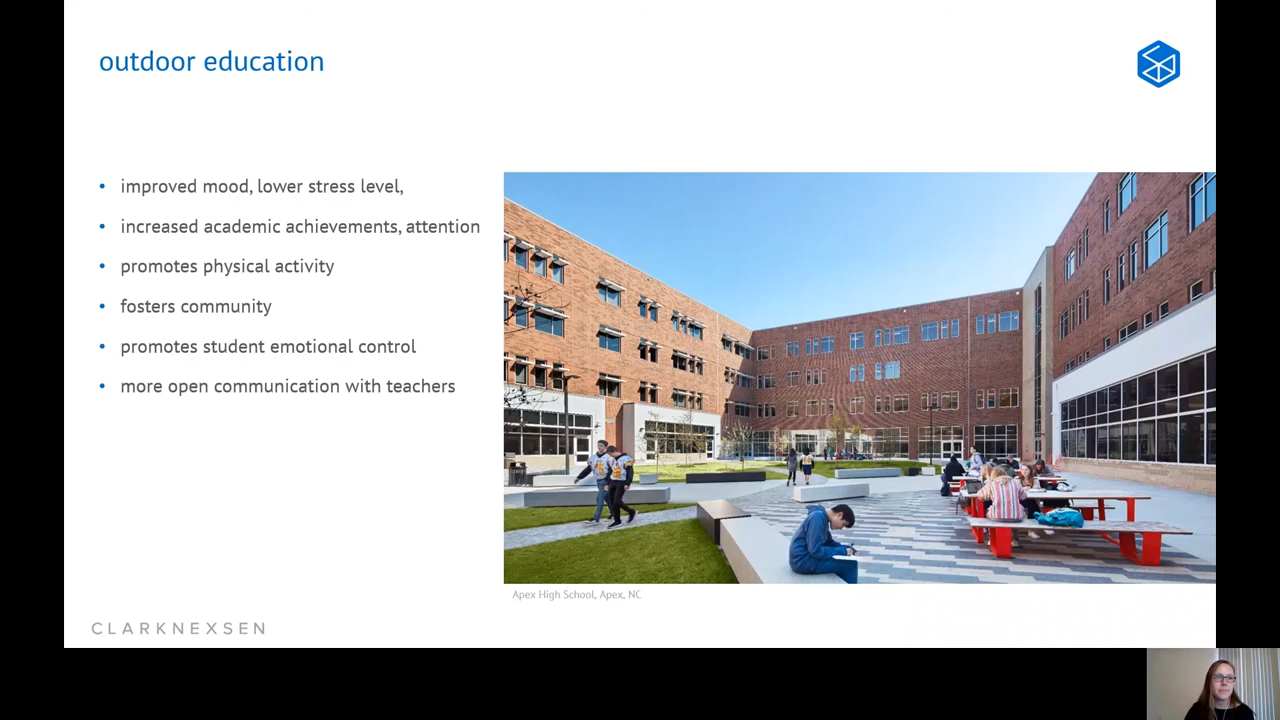 outdoor education
• improved mood, lower stress level,
• increased academic achievements, attention
• promotes physical activity
• fosters community
• promotes student emotional control
• more open communication with teachers
Apex High School, Apex, NC
CLARKNEXSEN